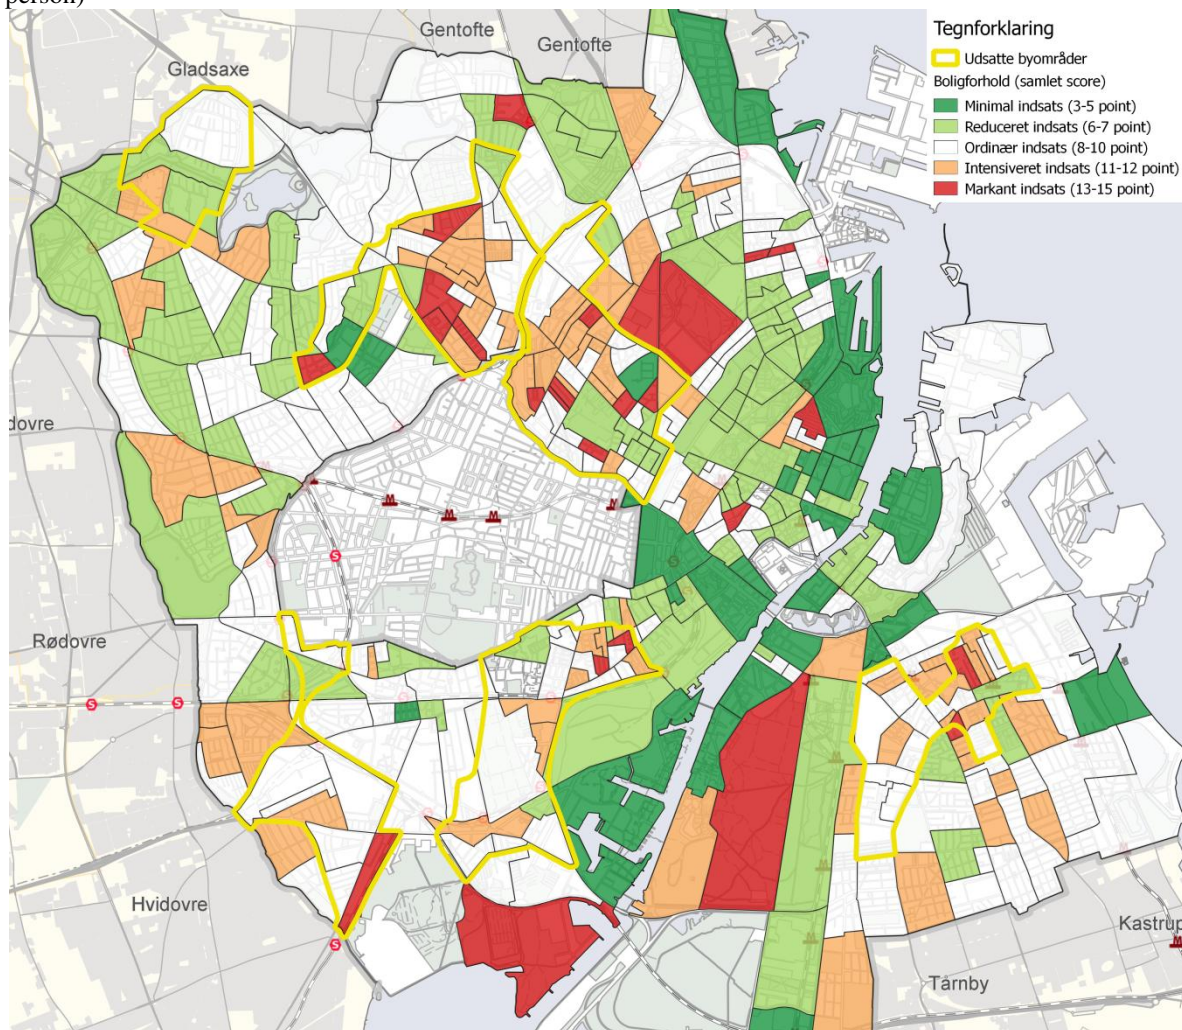 person)
Gentofte
Gentofte
Gladsaxe
Tegnforklaring
Udsatte byområder
Boligforhold (samlet score)
Minimal indsats (3-5 point)
Reduceret indsats (6-7 point)
Ordinær indsats (8-10 point)
Intensiveret indsats (11-12 point)
Markant indsats (13-15 point)
dovre
M
M
M
S
Rødovre
S
S
Hvidovre
S
Kastrup
M
Tårnby